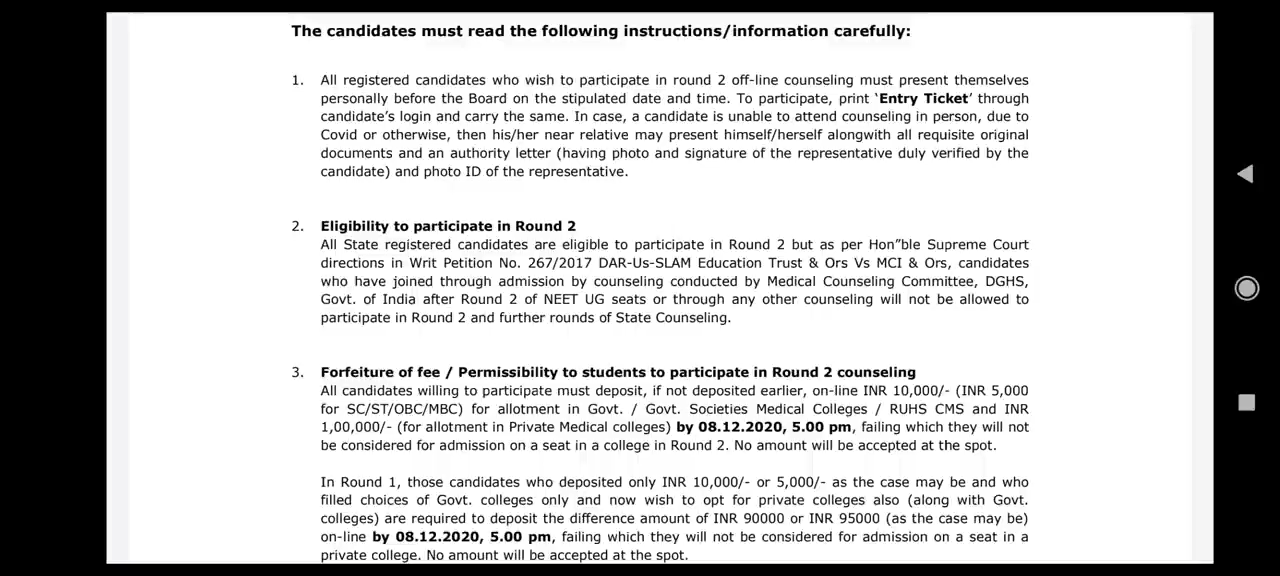 The candidates must read the following instructions/information carefully:
1. All registered candidates who wish to participate in round 2 off-line counseling must present themselves
personally before the Board on the stipulated date and time. To participate, print ‘Entry Ticket’ through
candidate’s login and carry the same. In case, a candidate is unable to attend counseling in person, due to
Covid or otherwise, then his/her near relative may present himself/herself alongwith all requisite original
documents and an authority letter (having photo and signature of the representative duly verified by the
candidate) and photo ID of the representative.
2. Eligibility to participate in Round 2
All State registered candidates are eligible to participate in Round 2 but as per Hon”ble Supreme Court
directions in Writ Petition No. 267/2017 DAR-Us-SLAM Education Trust & Ors Vs MCI & Ors, candidates
who have joined through admission by counseling conducted by Medical Counseling Committee, DGHS,
Govt. of India after Round 2 of NEET UG seats or through any other counseling will not be allowed to
participate in Round 2 and further rounds of State Counseling.
3. Forfeiture of fee / Permissibility to students to participate in Round 2 counseling
All candidates willing to participate must deposit, if not deposited earlier, on-line INR 10,000/- (INR 5,000
for SC/ST/OBC/MBC) for allotment in Govt. / Govt. Societies Medical Colleges / RUHS CMS and INR
1,00,000/- (for allotment in Private Medical colleges) by 08.12.2020, 5.00 pm, failing which they will not
be considered for admission on a seat in a college in Round 2. No amount will be accepted at the spot.
In Round 1, those candidates who deposited only INR 10,000/- or 5,000/- as the case may be and who
filled choices of Govt. colleges only and now wish to opt for private colleges also (along with Govt.
colleges) are required to deposit the difference amount of INR 90000 or INR 95000 (as the case may be)
on-line by 08.12.2020, 5.00 pm, failing which they will not be considered for admission on a seat in a
private college. No amount will be accepted at the spot.